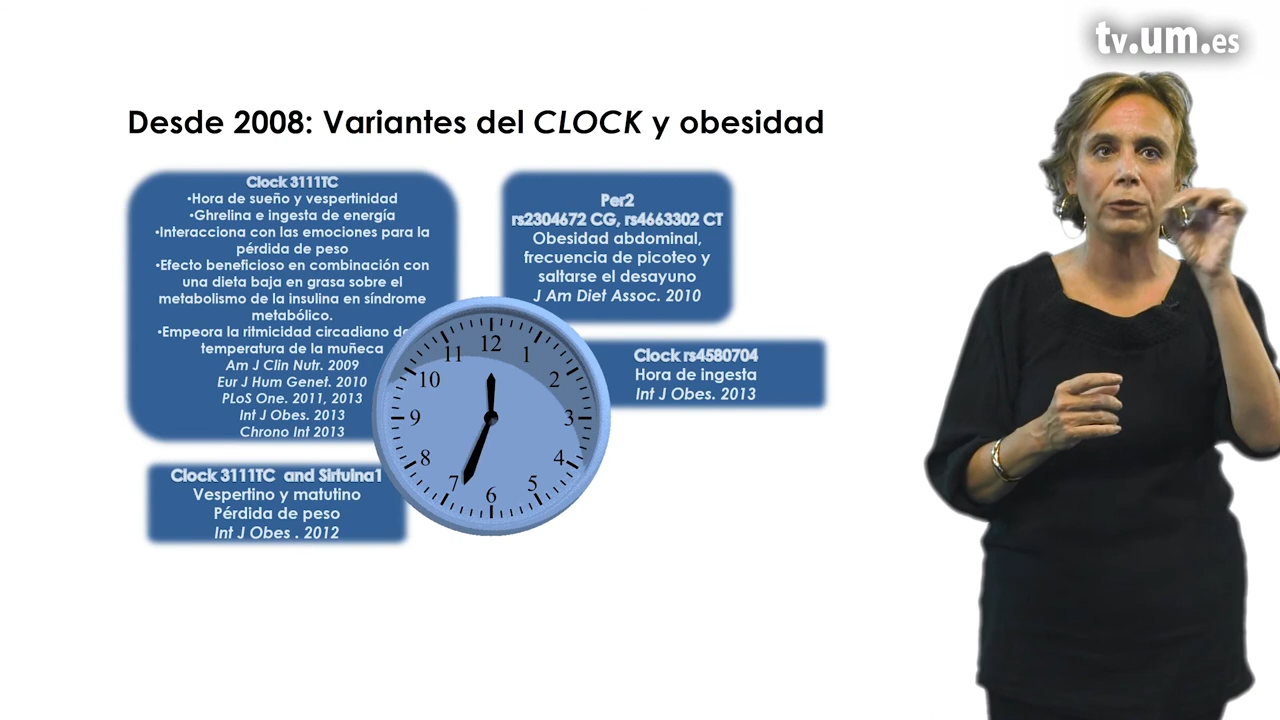 tv.um.es
Desde 2008: Variantes del CLOCK y obesidad
Clock 3111TC
•Hora de sueño y vespertinidad
•Ghrelina e ingesta de energía
•Interacciona con las emociones para la
pérdida de peso
•Efecto beneficioso en combinación con
una dieta baja en grasa sobre el
metabolismo de la insulina en síndrome
metabólico.
•Empeora la ritmicidad circadiano
temperatura de la muñeca
Am J Clin Nutr. 2009
Eur J Hum Genet. 2010
PLoS One. 2011, 2013
Int J Obes. 2013
Chrono Int 2013
Per2
rs2304672 CG, rs4663302 CT
Obesidad abdominal,
frecuencia de picoteo y
saltarse el desayuno
J Am Diet Assoc. 2010
Clock rs4580704
Hora de ingesta
Int J Obes. 2013
Clock 3111TC and Sirtuina1
Vespertino y matutino
Pérdida de peso
Int J Obes . 2012
12
1
2
3
4
5
6
7
8
9
10
11